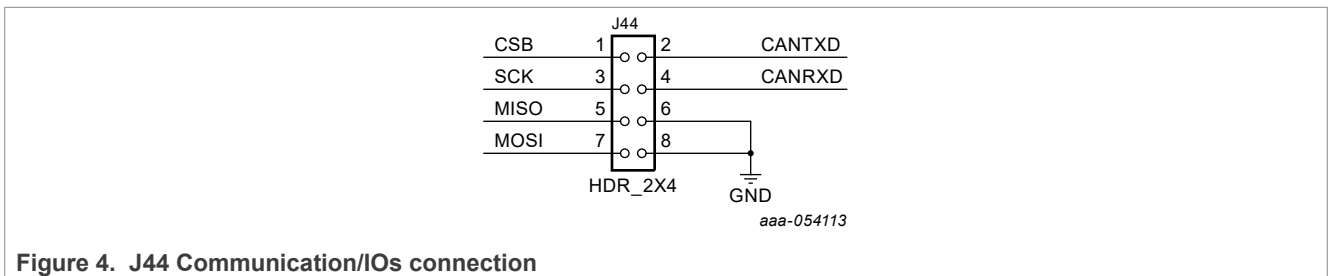 J44
CSB 1 2 CANTXD
SCK 3 4 CANRXD
MISO 5 6
MOSI 7 8
HDR_2X4
GND
aaa-054113
Figure 4. J44 Communication/IOs connection